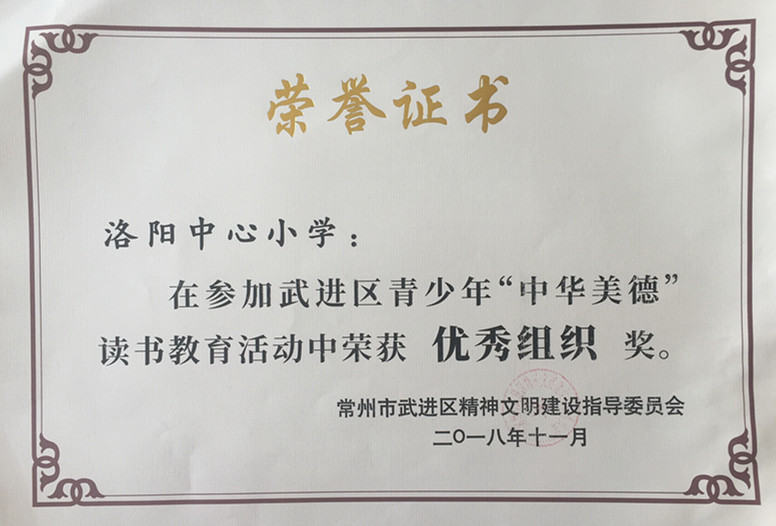 荣誉证书
洛阳中心小学：
在参加武进区青少年“中华美德”
读书教育活动中荣获 优秀组织 奖。
常州市武进区精神文明建设指导委员会
二〇一八年十一月